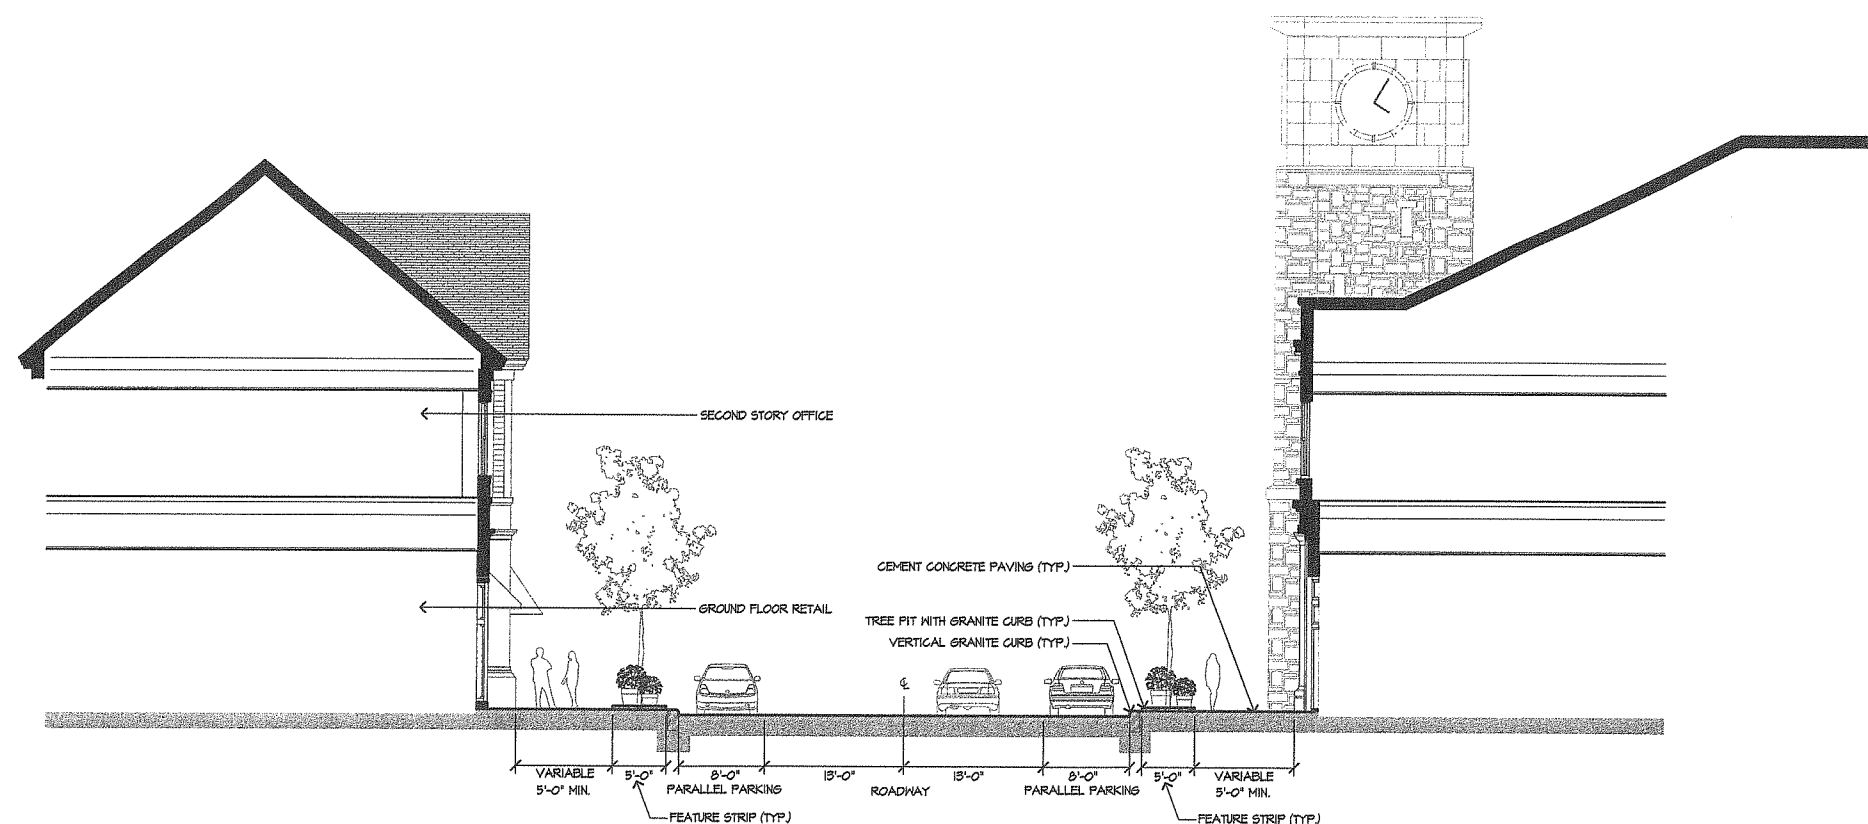 SECOND STORY OFFICE
CEMENT CONCRETE PAVING (TYP.)
GROUND FLOOR RETAIL
TREE PIT WITH GRANITE CURB (TYP.)
VERTICAL GRANITE CURB (TYP.)
℄
VARIABLE
5'-0" MIN.
5'-0"
8'-0"
PARALLEL PARKING
13'-0"
ROADWAY
13'-0"
8'-0"
PARALLEL PARKING
5'-0"
VARIABLE
5'-0" MIN.
FEATURE STRIP (TYP.)
FEATURE STRIP (TYP.)